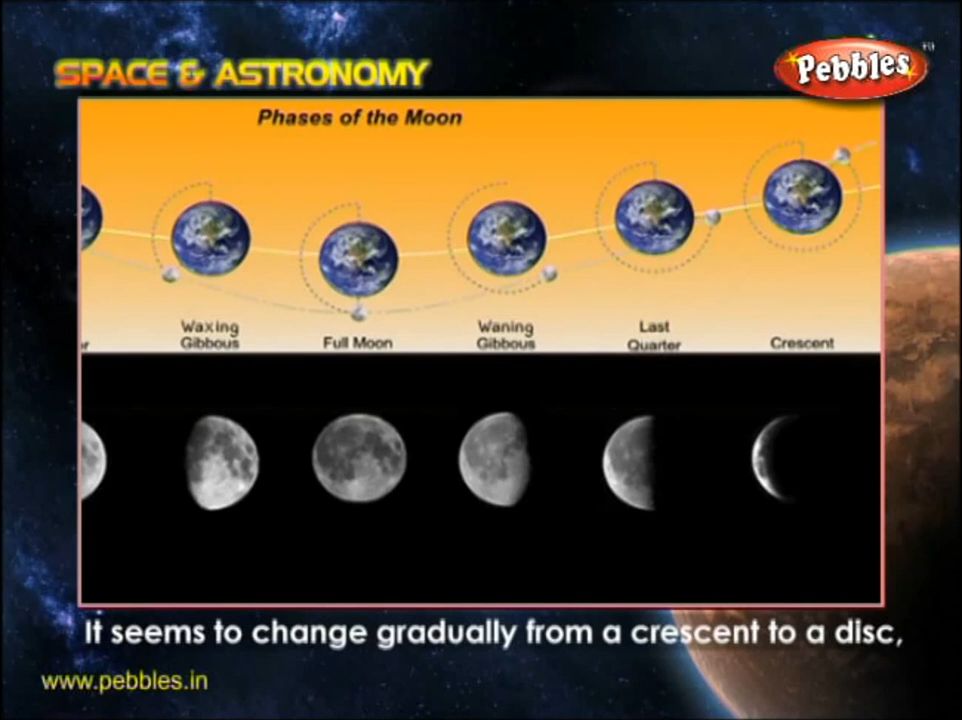 SPACE & ASTRONOMY
Pebbles
Phases of the Moon
Waxing
Gibbous
Full Moon
Waning
Gibbous
Last
Quarter
Crescent
It seems to change gradually from a crescent to a disc,
www.pebbles.in